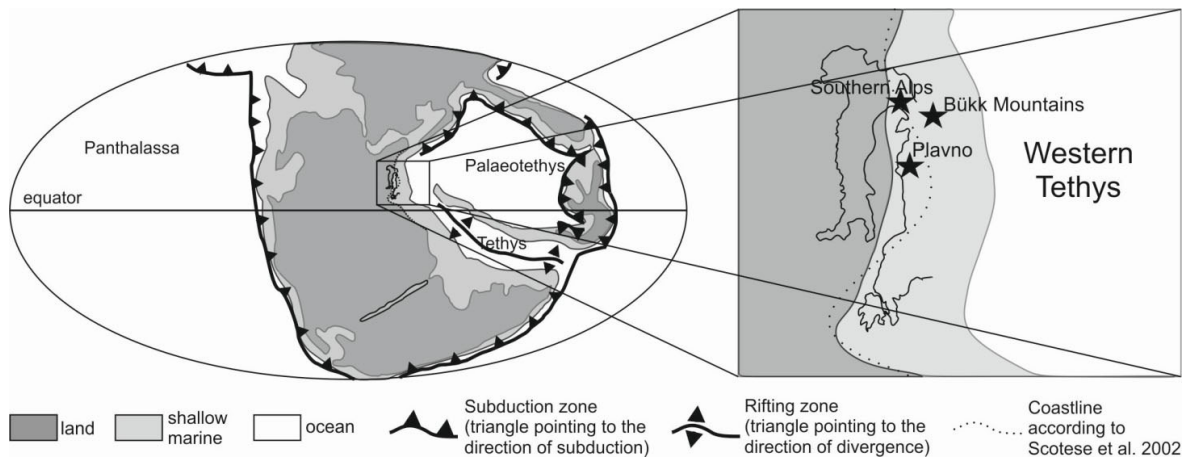 Panthalassa
equator
Palaeotethys
Tethys
Southern Alps
Bükk Mountains
Plavno
Western
Tethys
land
shallow
marine
ocean
Subduction zone
(triangle pointing to the
direction of subduction)
Rifting zone
(triangle pointing to the
direction of divergence)
Coastline
according to
Scotese et al. 2002